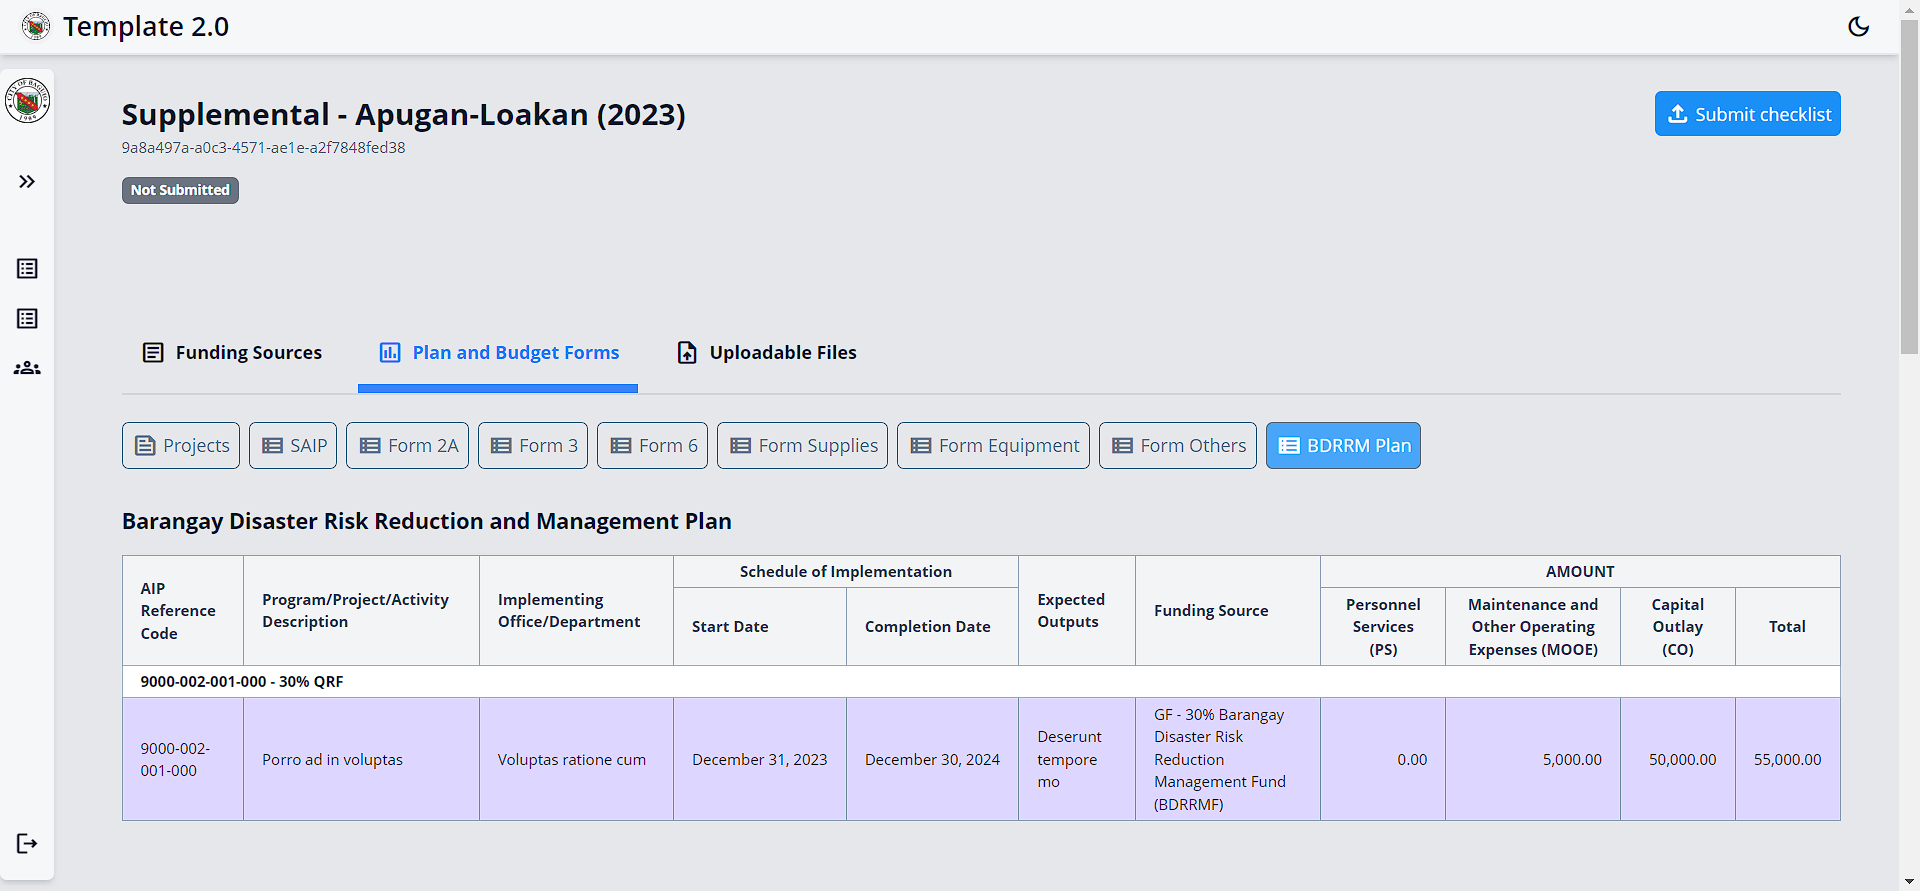 Template 2.0
CITY OF BAGUIO
1909
Supplemental - Apugan-Loakan (2023)
Submit checklist
9a8a497a-a0c3-4571-ae1e-a2f7848fed38
Not Submitted
Funding Sources
Plan and Budget Forms
Uploadable Files
Projects
SAIP
Form 2A
Form 3
Form 6
Form Supplies
Form Equipment
Form Others
BDRRM Plan
Barangay Disaster Risk Reduction and Management Plan
AIP
Reference
Code
Program/Project/Activity
Description
Implementing
Office/Department
Schedule of Implementation
Start Date
Completion Date
Expected
Outputs
Funding Source
AMOUNT
Personnel
Services
(PS)
Maintenance and
Other Operating
Expenses (MOOE)
Capital
Outlay
(CO)
Total
9000-002-001-000 - 30% QRF
9000-002-
001-000
Porro ad in voluptas
Voluptas ratione cum
December 31, 2023
December 30, 2024
Deserunt
tempore
mo
GF - 30% Barangay
Disaster Risk
Reduction
Management Fund
(BDRRMF)
0.00
5,000.00
50,000.00
55,000.00